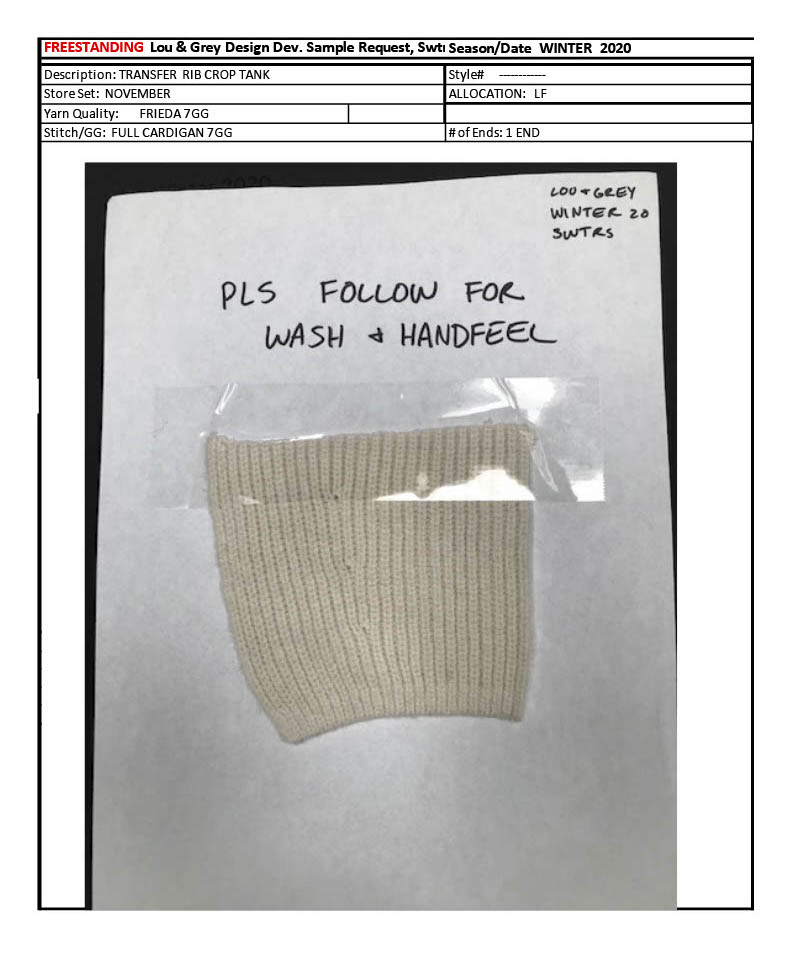 FREESTANDING Lou & Grey Design Dev. Sample Request, Swtr Season/Date WINTER 2020
Description: TRANSFER RIB CROP TANK Style# ------------
Store Set: NOVEMBER ALLOCATION: LF
Yarn Quality: FRIEDA 7GG
Stitch/GG: FULL CARDIGAN 7GG # of Ends: 1 END
LOU + GREY
WINTER 20
SWTRS
PLS FOLLOW FOR
WASH & HANDFEEL